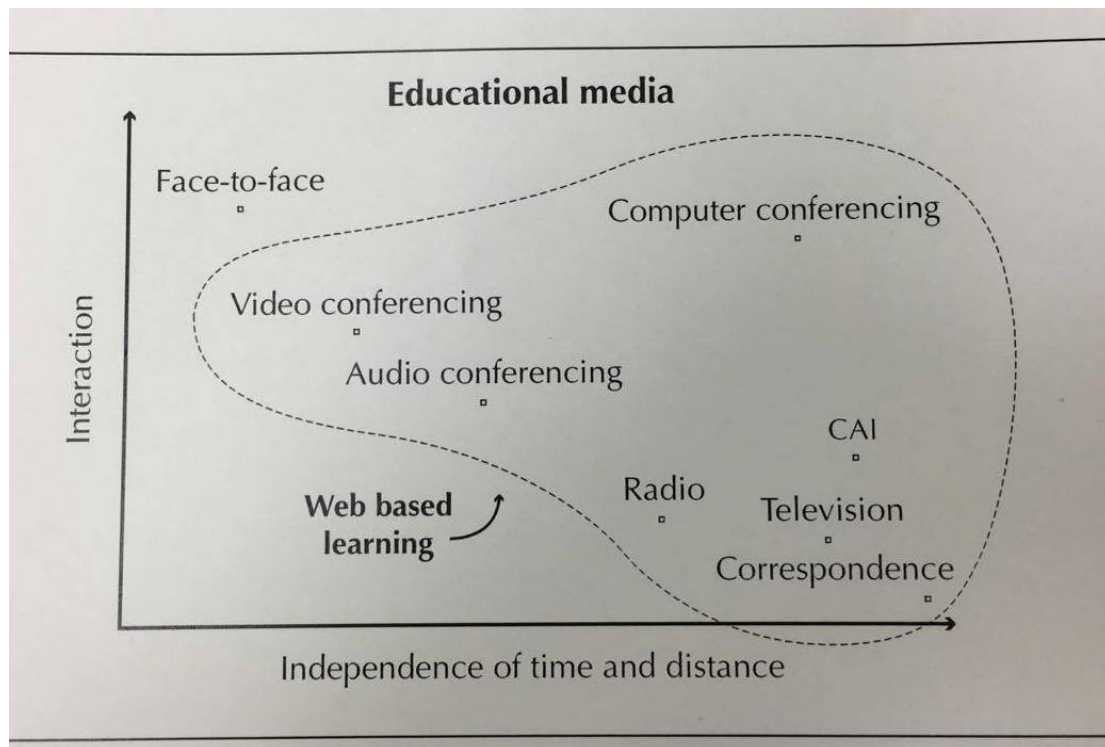 Educational media
Face-to-face
Computer conferencing
Video conferencing
Audio conferencing
CAI
Radio
Television
Correspondence
Web based
learning
Interaction
Independence of time and distance